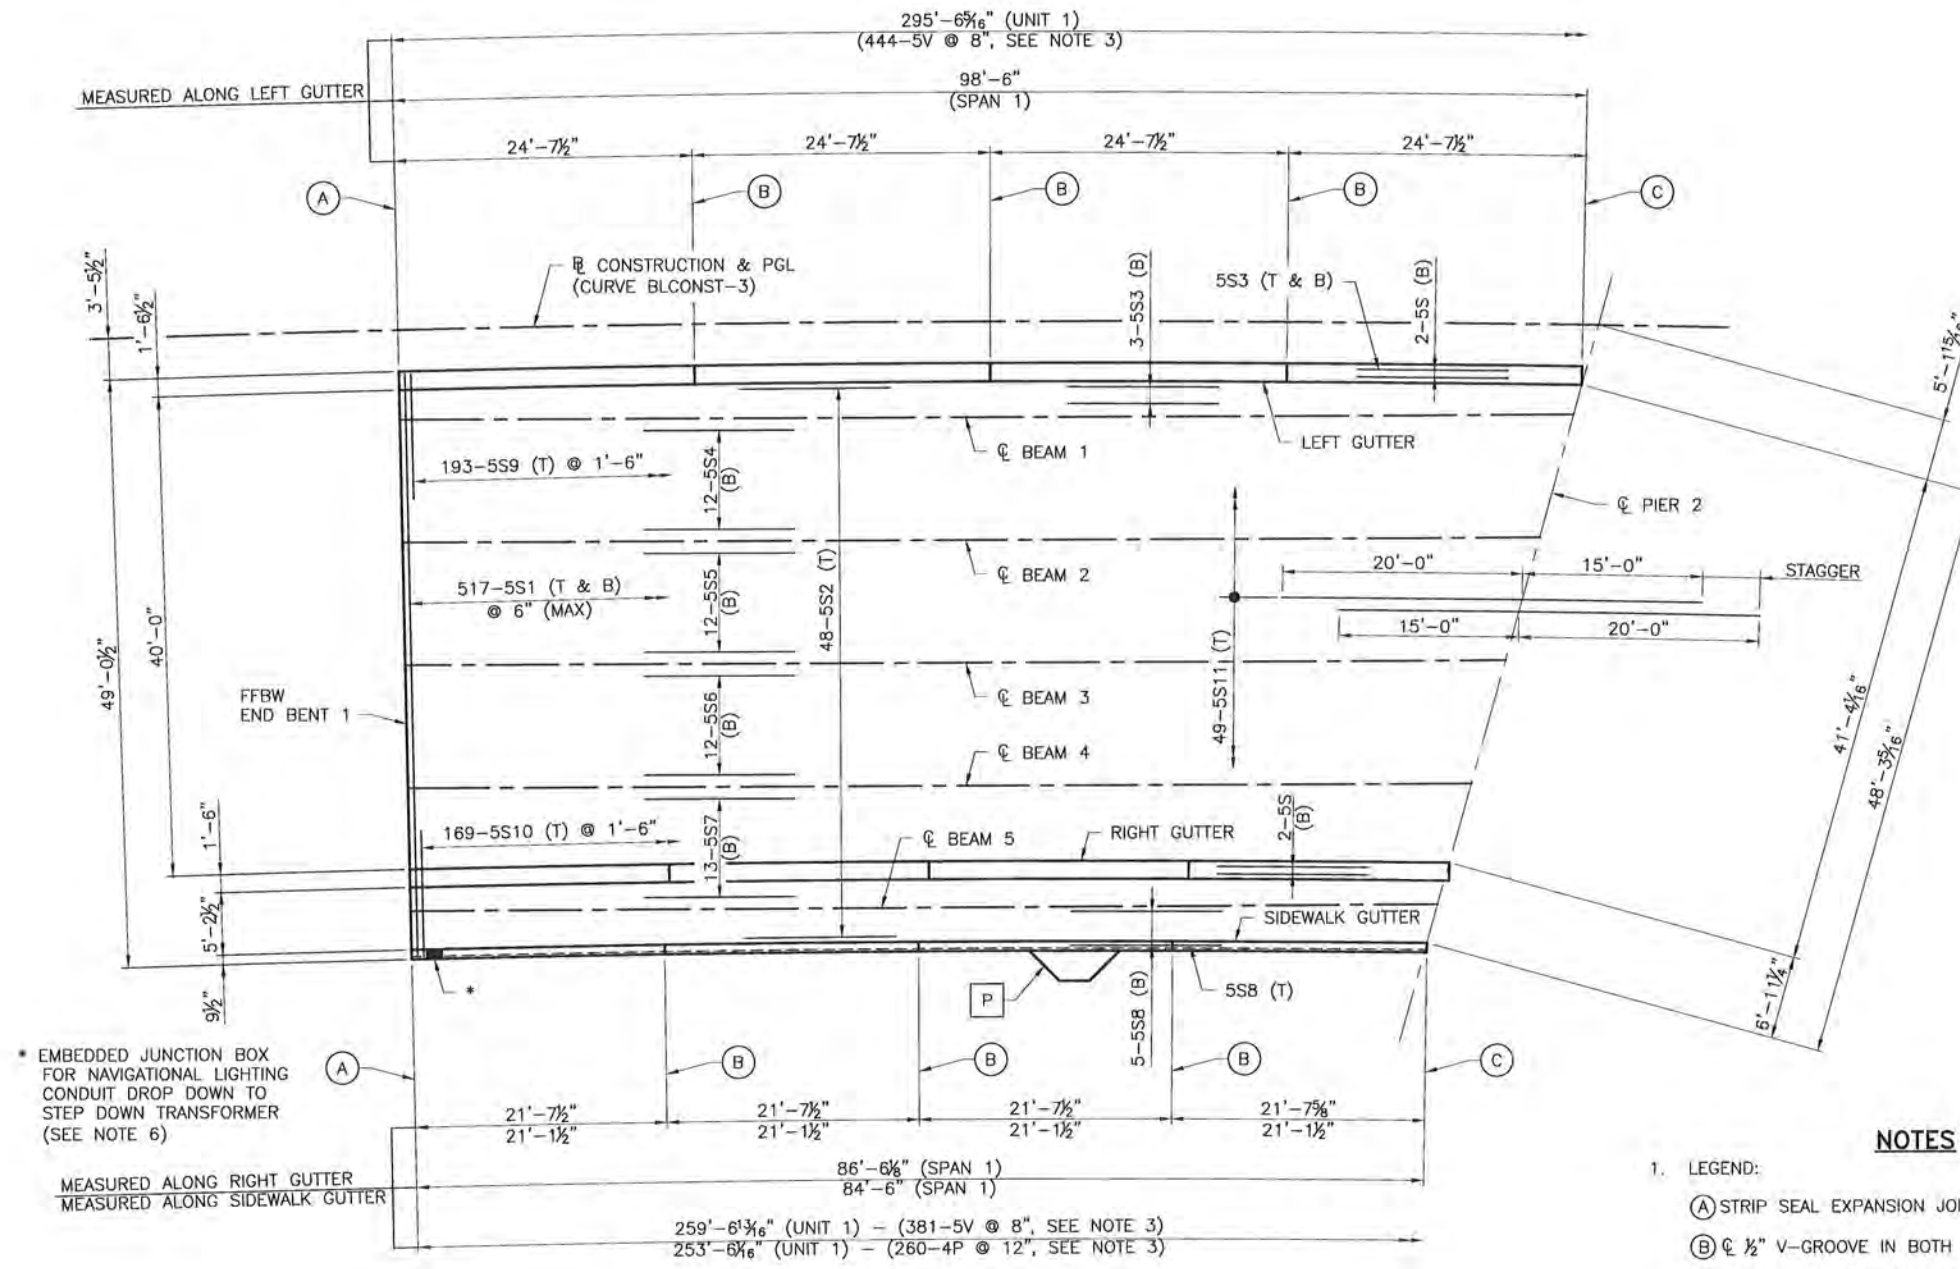 295'-6 5/16" (UNIT 1)
(444-5V @ 8", SEE NOTE 3)
MEASURED ALONG LEFT GUTTER
98'-6"
(SPAN 1)
24'-7½"
24'-7½"
24'-7½"
24'-7½"
A
B
B
B
C
3'-5½"
1'-6½"
℄ CONSTRUCTION & PGL
(CURVE BLCONST-3)
3-5S3 (B)
5S3 (T & B)
2-5S (B)
5'-1 15/16"
193-5S9 (T) @ 1'-6"
12-5S4
(B)
℄ BEAM 1
LEFT GUTTER
℄ PIER 2
517-5S1 (T & B)
@ 6" (MAX)
12-5S5
(B)
48-5S2 (T)
℄ BEAM 2
20'-0"
15'-0"
STAGGER
15'-0"
20'-0"
49'-0½"
40'-0"
FFBW
END BENT 1
12-5S6
(B)
℄ BEAM 3
49-5S11 (T)
℄ BEAM 4
41'-4 1/16"
48'-3 5/16"
1'-6"
169-5S10 (T) @ 1'-6"
13-5S7
(B)
℄ BEAM 5
RIGHT GUTTER
2-5S
(B)
5'-2½"
SIDEWALK GUTTER
9½"
*
P
5-5S8 (B)
5S8 (T)
6'-11¼"
* EMBEDDED JUNCTION BOX
FOR NAVIGATIONAL LIGHTING
CONDUIT DROP DOWN TO
STEP DOWN TRANSFORMER
(SEE NOTE 6)
A
B
B
B
C
21'-7½"
21'-7½"
21'-7½"
21'-7⅝"
21'-1½"
21'-1½"
21'-1½"
21'-1½"
MEASURED ALONG RIGHT GUTTER
MEASURED ALONG SIDEWALK GUTTER
86'-6⅛" (SPAN 1)
84'-6" (SPAN 1)
259'-6 13/16" (UNIT 1) – (381-5V @ 8", SEE NOTE 3)
253'-6 1/16" (UNIT 1) – (260-4P @ 12", SEE NOTE 3)
NOTES
1. LEGEND:
A STRIP SEAL EXPANSION
B ℄ ½" V-GROOVE IN BOTH